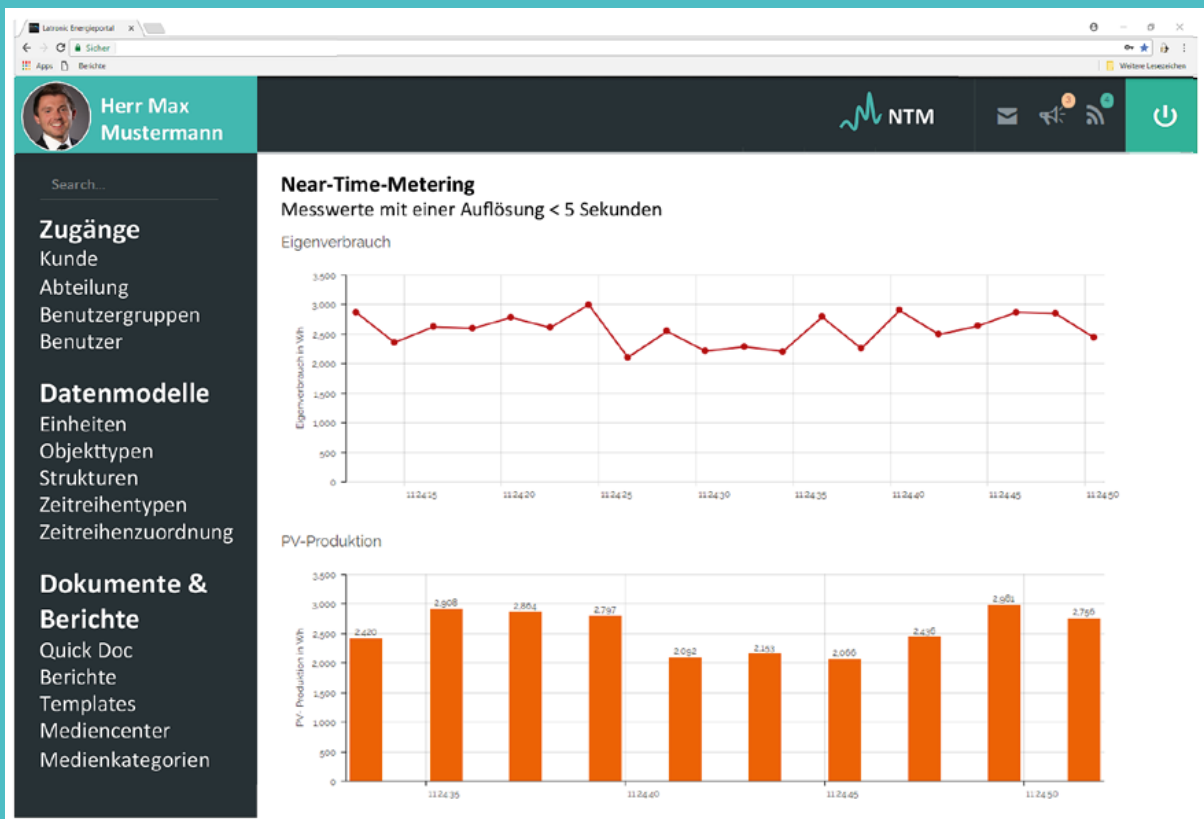 Latronic Energieportal
Sicher
Apps
Berichte
Weitere Lesezeichen
Herr Max
Mustermann
NTM
3
4
Search...
Zugänge
Kunde
Abteilung
Benutzergruppen
Benutzer
Datenmodelle
Einheiten
Objekttypen
Strukturen
Zeitreihentypen
Zeitreihenzuordnung
Dokumente &
Berichte
Quick Doc
Berichte
Templates
Mediencenter
Medienkategorien
Near-Time-Metering
Messwerte mit einer Auflösung < 5 Sekunden
Eigenverbrauch
Eigenverbrauch in Wh
3,500
3,000
2,500
2,000
1,500
1,000
500
0
11:24:15 11:24:20 11:24:25 11:24:30 11:24:35 11:24:40 11:24:45 11:24:50
PV-Produktion
PV- Produktion in Wh
3,500
3,000
2,500
2,000
1,500
1,000
500
0
2,420 2,908 2,864 2,797 2,092 2,153 2,066 2,436 2,981 2,756
11:24:35 11:24:40 11:24:45 11:24:50